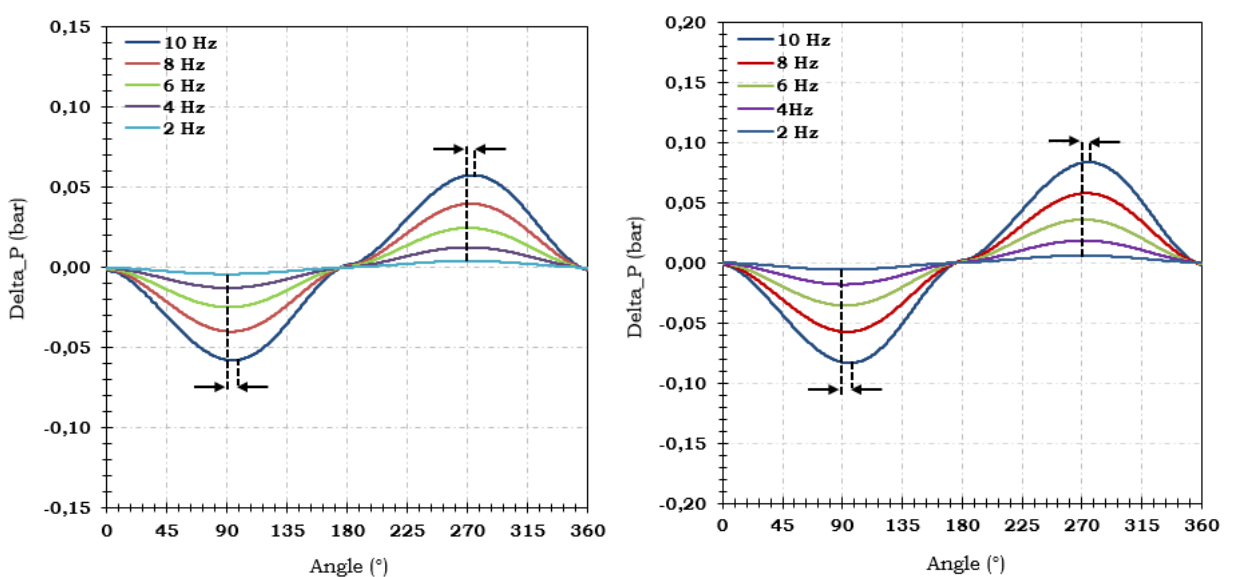 0,15
0,10
0,05
0,00
-0,05
-0,10
-0,15
Delta_P (bar)
10 Hz
8 Hz
6 Hz
4 Hz
2 Hz
0 45 90 135 180 225 270 315 360
Angle (°)
0,20
0,15
0,10
0,05
0,00
-0,05
-0,10
-0,15
-0,20
Delta_P (bar)
10 Hz
8 Hz
6 Hz
4Hz
2 Hz
0 45 90 135 180 225 270 315 360
Angle (°)